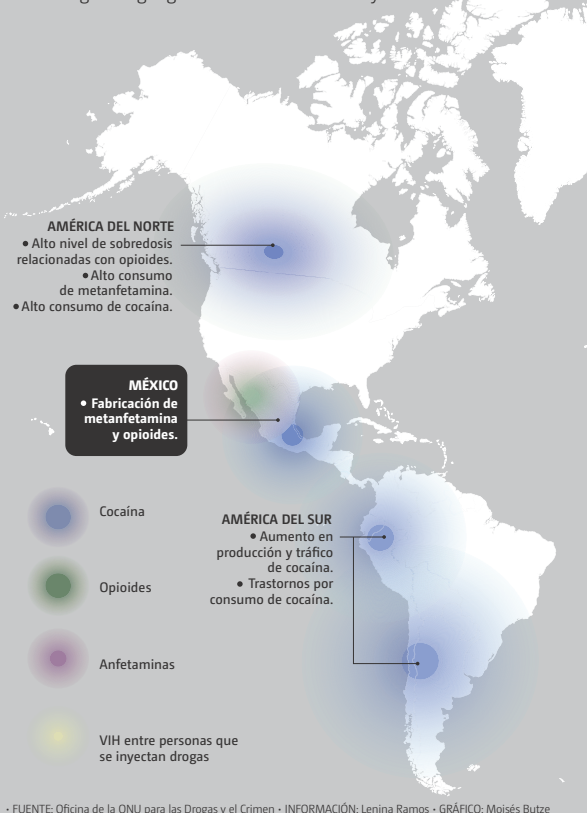 AMÉRICA DEL NORTE
• Alto nivel de sobredosis
relacionadas con opioides.
• Alto consumo
de metanfetamina.
• Alto consumo de cocaína.
MÉXICO
• Fabricación de
metanfetamina
y opioides.
Cocaína
Opioides
Anfetaminas
VIH entre personas que
se inyectan drogas
AMÉRICA DEL SUR
• Aumento en
producción y tráfico
de cocaína.
• Trastornos por
consumo de cocaína.
• FUENTE: Oficina de la ONU para las Drogas y el Crimen • INFORMACIÓN: Lenina Ramos • GRÁFICO: Moisés Butze